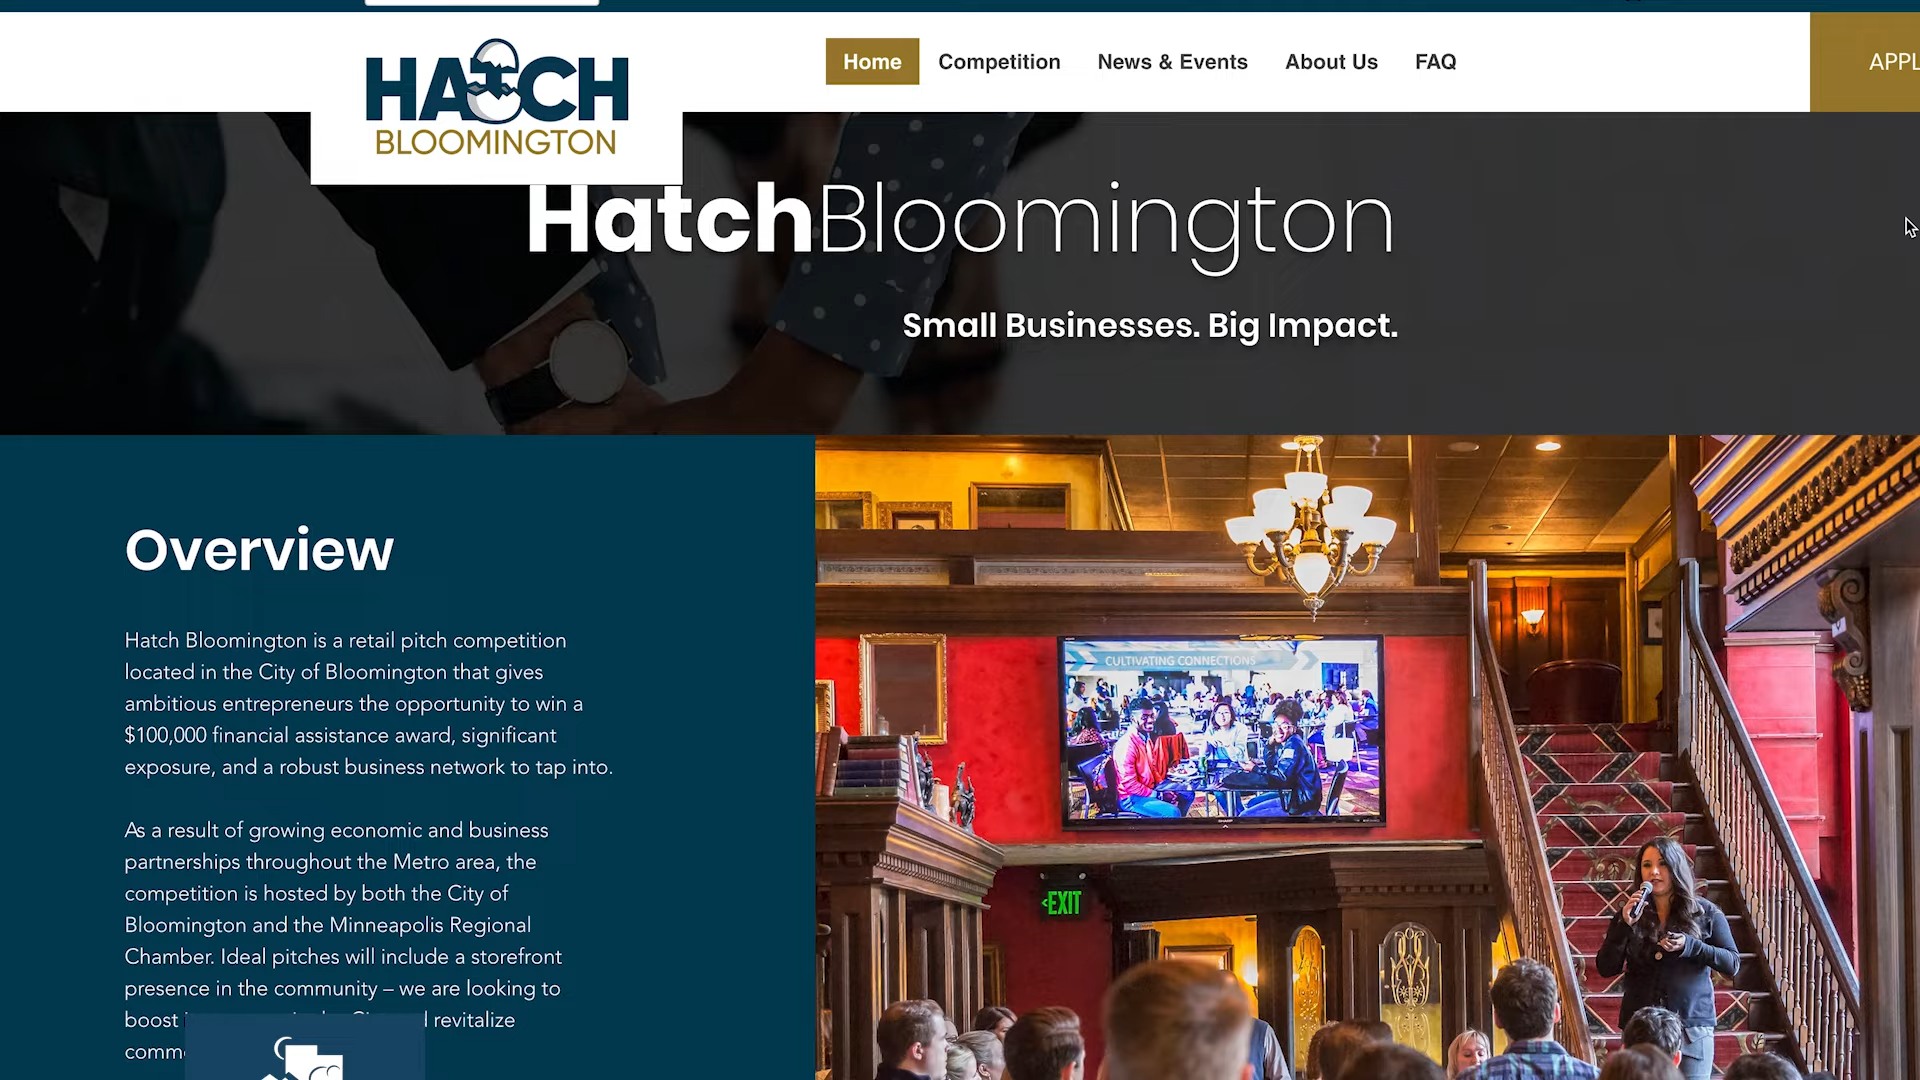 HATCH
BLOOMINGTON
Home
Competition
News & Events
About Us
FAQ
HatchBloomington
Small Businesses. Big Impact.
Overview
Hatch Bloomington is a retail pitch competition
located in the City of Bloomington that gives
ambitious entrepreneurs the opportunity to win a
$100,000 financial assistance award, significant
exposure, and a robust business network to tap into.
As a result of growing economic and business
partnerships throughout the Metro area, the
competition is hosted by both the City of
Bloomington and the Minneapolis Regional
Chamber. Ideal pitches will include a storefront
presence in the community – we are looking to
boost
revitalize
CULTIVATING CONNECTIONS
EXIT